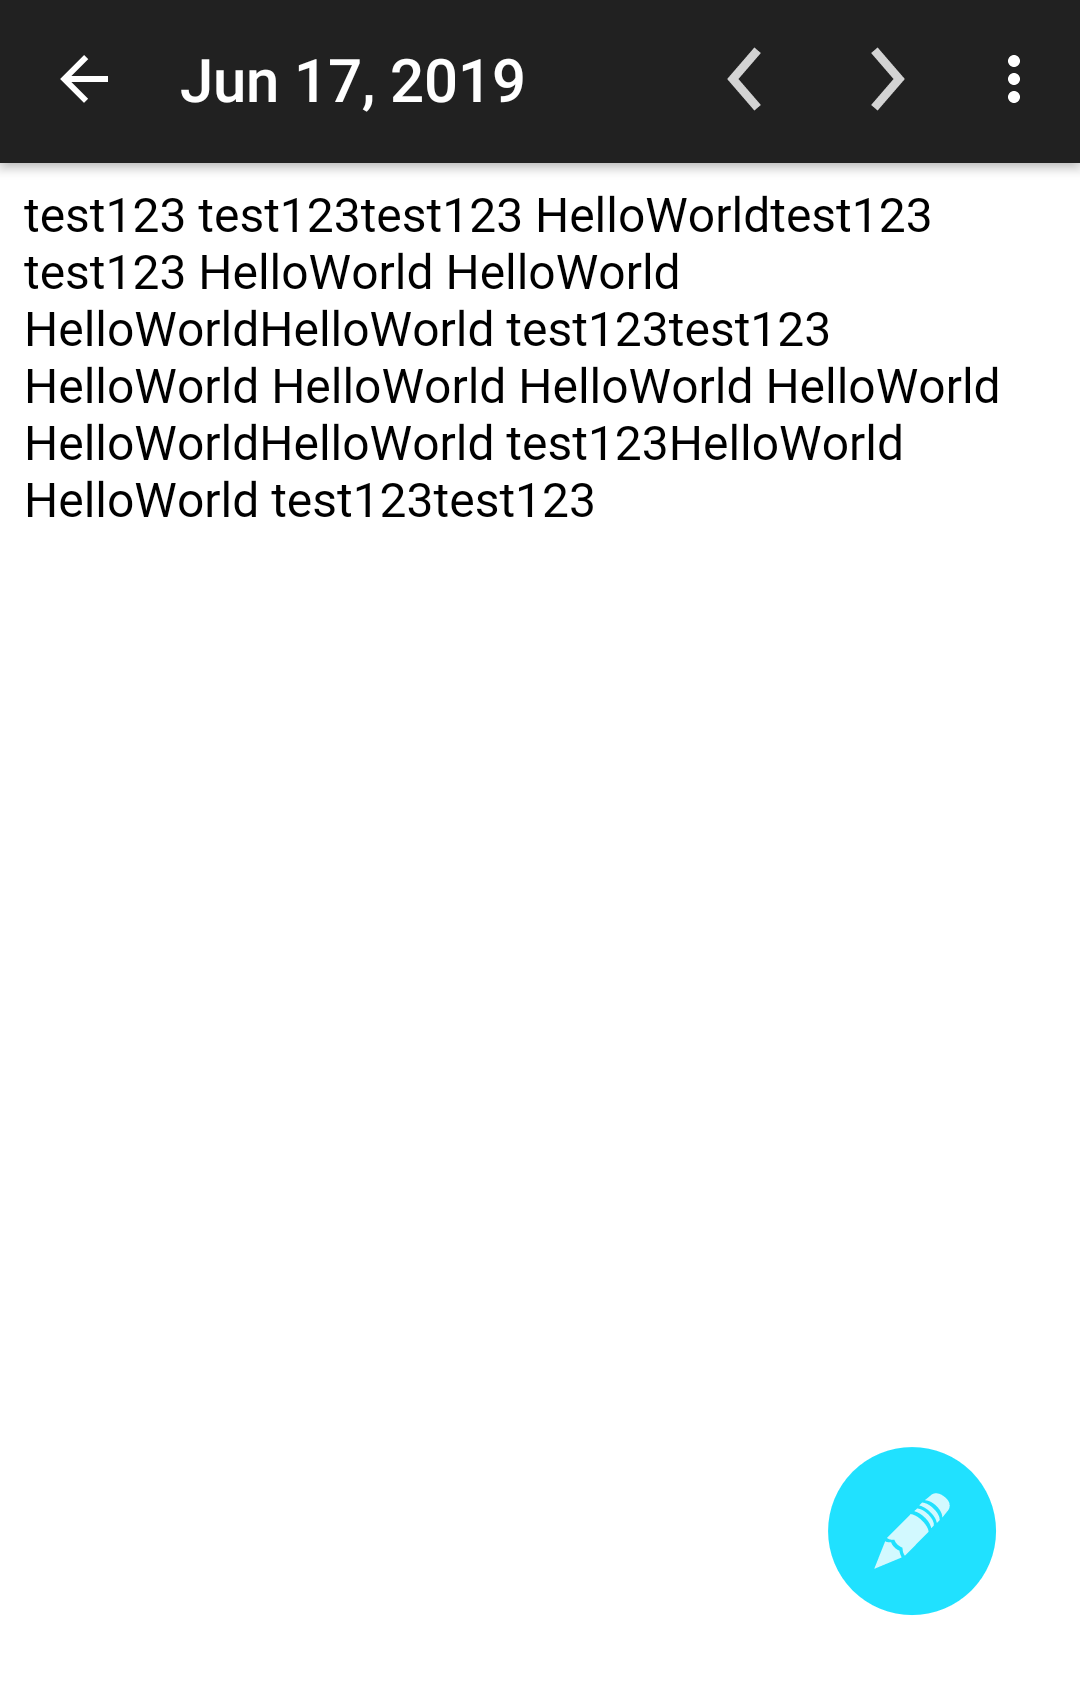 Jun 17, 2019
test123 test123test123 HelloWorldtest123
test123 HelloWorld HelloWorld
HelloWorldHelloWorld test123test123
HelloWorld HelloWorld HelloWorld HelloWorld
HelloWorldHelloWorld test123HelloWorld
HelloWorld test123test123